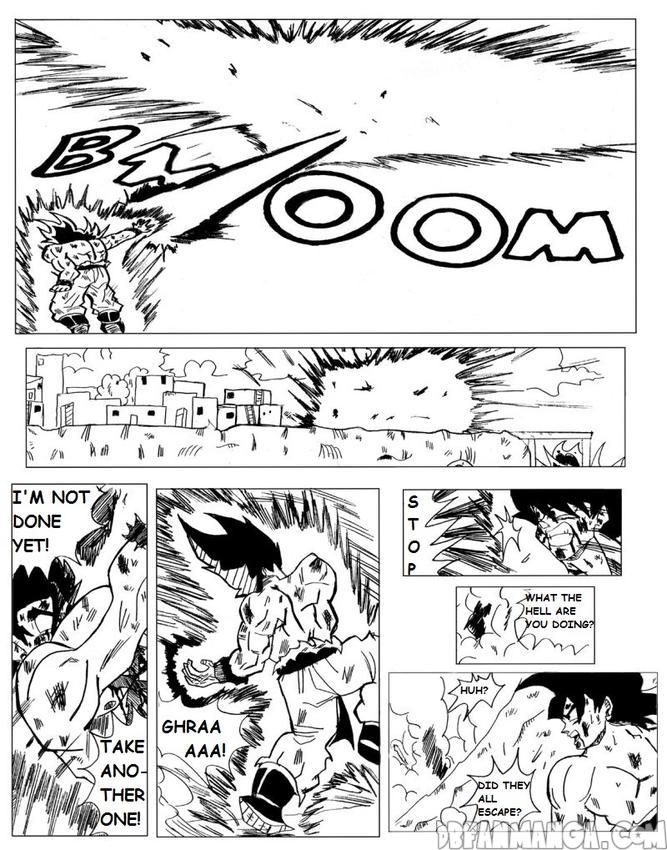 BWOOM
I'M NOT
DONE
YET!
TAKE
ANO-
THER
ONE!
GHRAA
AAA!
S
T
O
P
WHAT THE
HELL ARE
YOU DOING?
HUH?
DID THEY
ALL
ESCAPE?
DBFANMANGA.COM